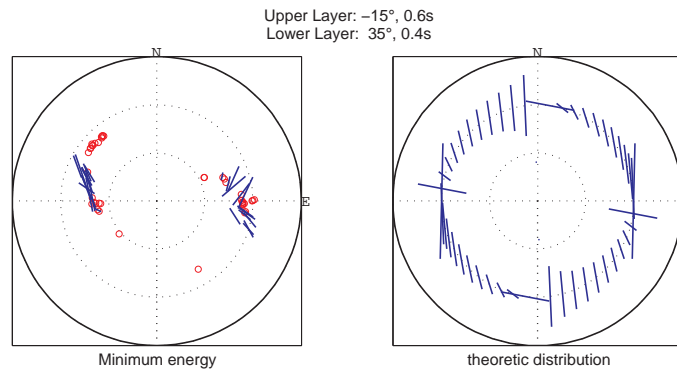 Upper Layer: −15°, 0.6s
Lower Layer: 35°, 0.4s
N
N
E
Minimum energy
theoretic distribution